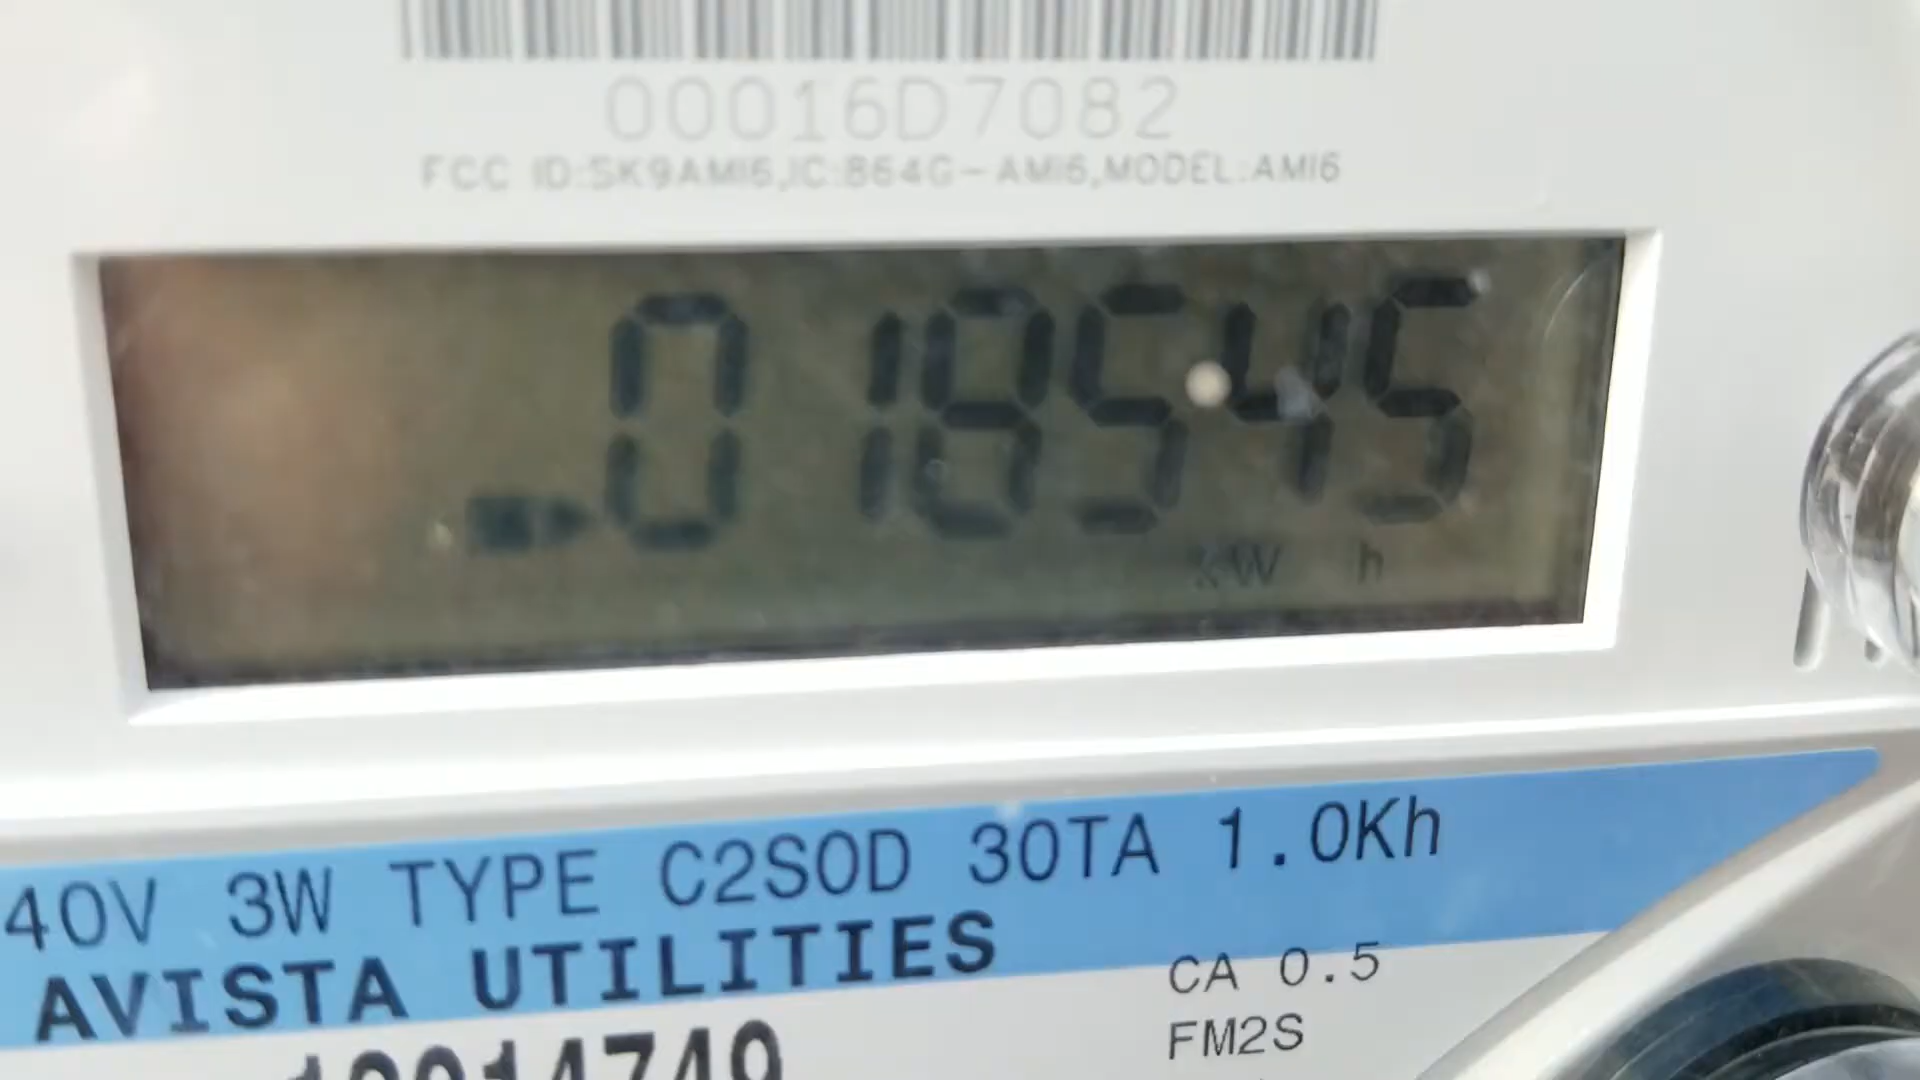 00016D7082
FCC ID:SK9AMI6,IC:864G-AMI6,MODEL:AMI6
018545
kW h
40V 3W TYPE C2SOD 30TA 1.0Kh
AVISTA UTILITIES
CA 0.5
FM2S